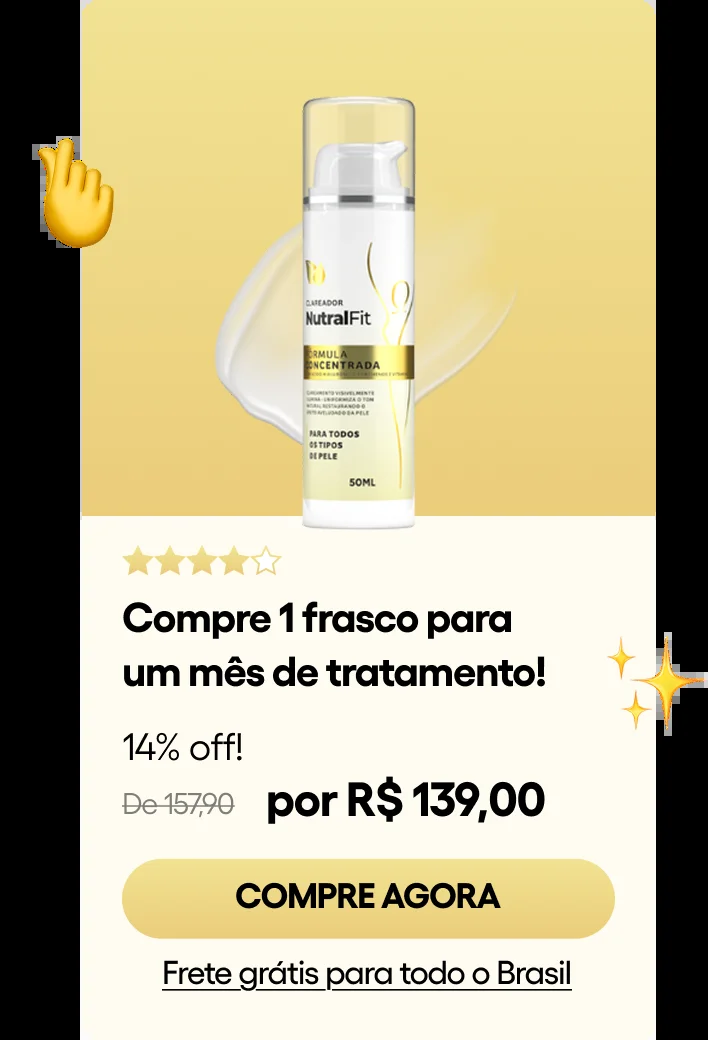 CLAREADOR
NutralFit
FÓRMULA
CONCENTRADA
PARA TODOS
OS TIPOS
DE PELE
50ML
Compre 1 frasco para
um mês de tratamento!
14% off!
De 157,90 por R$ 139,00
COMPRE AGORA
Frete grátis para todo o Brasil